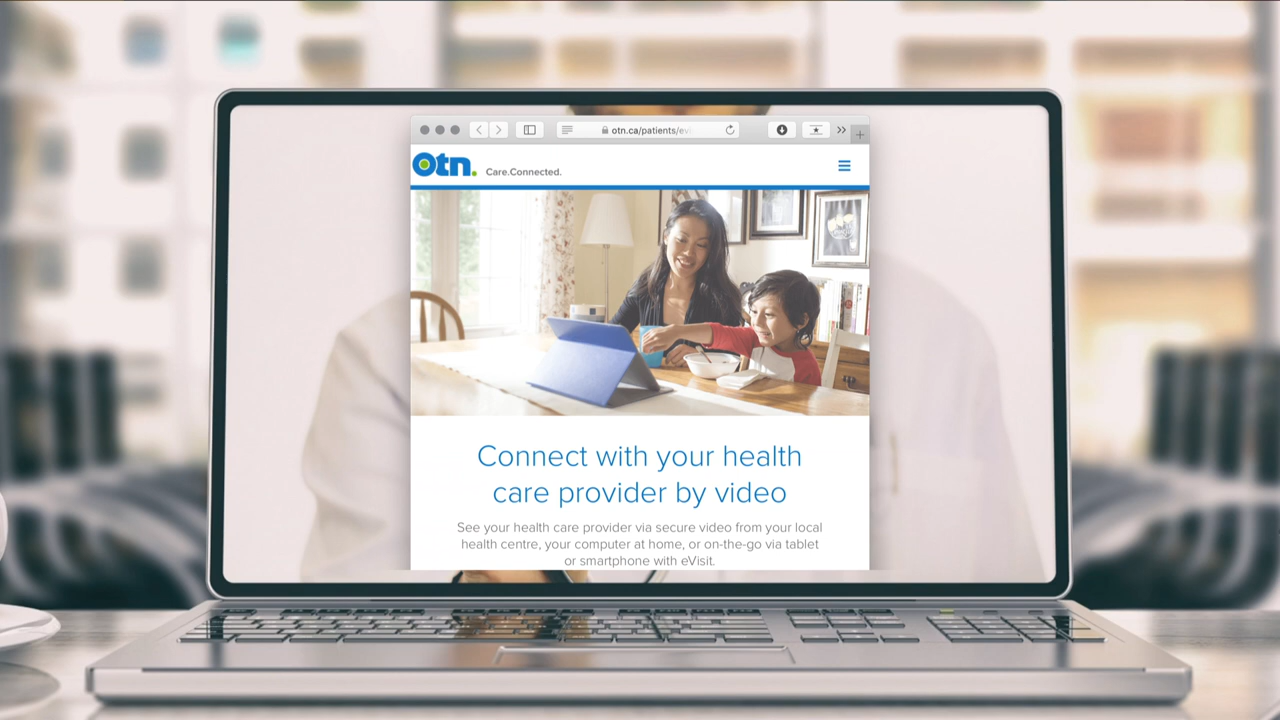 otn.ca/patients/evi
Otn.
Care.Connected.
Connect with your health
care provider by video
See your health care provider via secure video from your local
health centre, your computer at home, or on-the-go via tablet
or smartphone with eVisit.